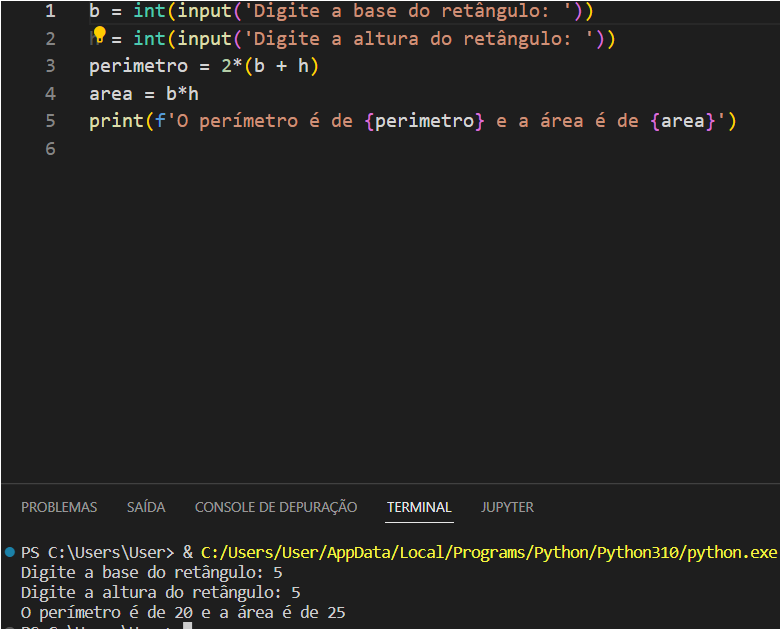 1 b = int(input('Digite a base do retângulo: '))
2 = int(input('Digite a altura do retângulo: '))
3 perimetro = 2*(b + h)
4 area = b*h
5 print(f'O perímetro é de {perimetro} e a área é de {area}')
6
PROBLEMAS SAÍDA CONSOLE DE DEPURAÇÃO TERMINAL JUPYTER
PS C:\Users\User> & C:/Users/User/AppData/Local/Programs/Python/Python310/python.exe
Digite a base do retângulo: 5
Digite a altura do retângulo: 5
O perímetro é de 20 e a área é de 25
PS C:\Users\User>